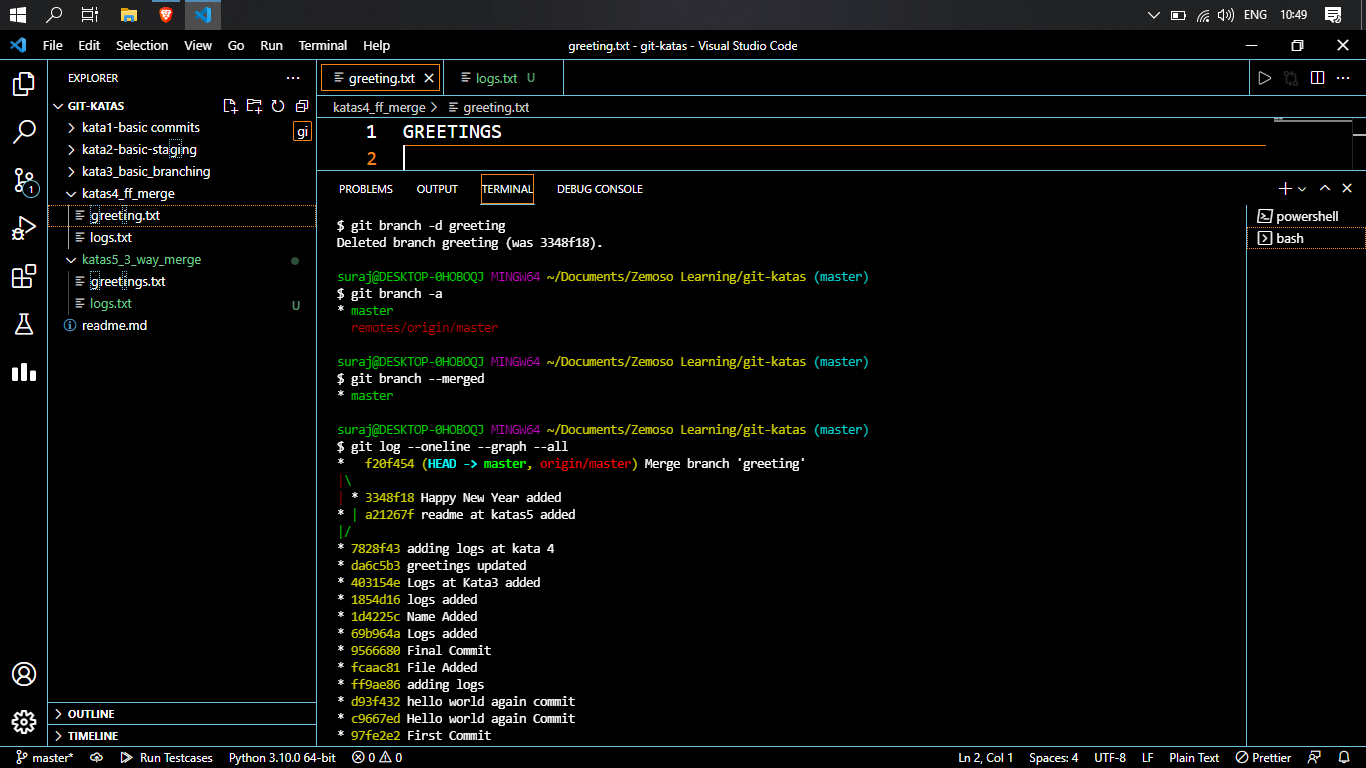 ENG 10:49
File Edit Selection View Go Run Terminal Help greeting.txt - git-katas - Visual Studio Code
EXPLORER
GIT-KATAS
kata1-basic commits
gi
kata2-basic-staging
kata3_basic_branching
katas4_ff_merge
greeting.txt
logs.txt
katas5_3_way_merge
greetings.txt
logs.txt U
readme.md
OUTLINE
TIMELINE
1
greeting.txt logs.txt U
katas4_ff_merge > greeting.txt
1 GREETINGS
2
PROBLEMS OUTPUT TERMINAL DEBUG CONSOLE
powershell
bash
$ git branch -d greeting
Deleted branch greeting (was 3348f18).
suraj@DESKTOP-0HOBOQJ MINGW64 ~/Documents/Zemoso Learning/git-katas (master)
$ git branch -a
* master
remotes/origin/master
suraj@DESKTOP-0HOBOQJ MINGW64 ~/Documents/Zemoso Learning/git-katas (master)
$ git branch --merged
* master
suraj@DESKTOP-0HOBOQJ MINGW64 ~/Documents/Zemoso Learning/git-katas (master)
$ git log --oneline --graph --all
*   f20f454 (HEAD -> master, origin/master) Merge branch 'greeting'
|\
| * 3348f18 Happy New Year added
* | a21267f readme at katas5 added
|/
* 7828f43 adding logs at kata 4
* da6c5b3 greetings updated
* 403154e Logs at Kata3 added
* 1854d16 logs added
* 1d4225c Name Added
* 69b964a Logs added
* 9566680 Final Commit
* fcaac81 File Added
* ff9ae86 adding logs
* d93f432 hello world again commit
* c9667ed Hello world again Commit
* 97fe2e2 First Commit
master* Run Testcases Python 3.10.0 64-bit 0 0 Ln 2, Col 1 Spaces: 4 UTF-8 LF Plain Text Prettier